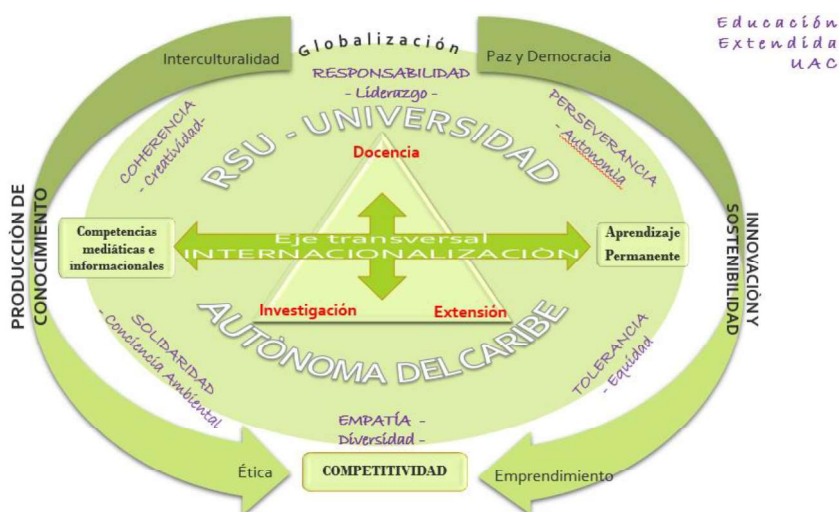 Educación
Extendida
UAC
Globalización
Interculturalidad
Paz y Democracia
RESPONSABILIDAD
- Liderazgo -
COHERENCIA
- Creatividad-
PERSEVERANCIA
- Autonomìa
RSU - UNIVERSIDAD
Docencia
PRODUCCIÒN DE
CONOCIMIENTO
Competencias
mediáticas e
informacionales
Eje transversal
INTERNACIONALIZACIÒN
Aprendizaje
Permanente
INNOVACIÒN Y
SOSTENIBILIDAD
Investigación
Extensión
AUTÒNOMA DEL CARIBE
SOLIDARIDAD
- Conciencia Ambiental
TOLERANCIA
- Equidad
EMPATÍA -
Diversidad -
Ética
COMPETITIVIDAD
Emprendimiento